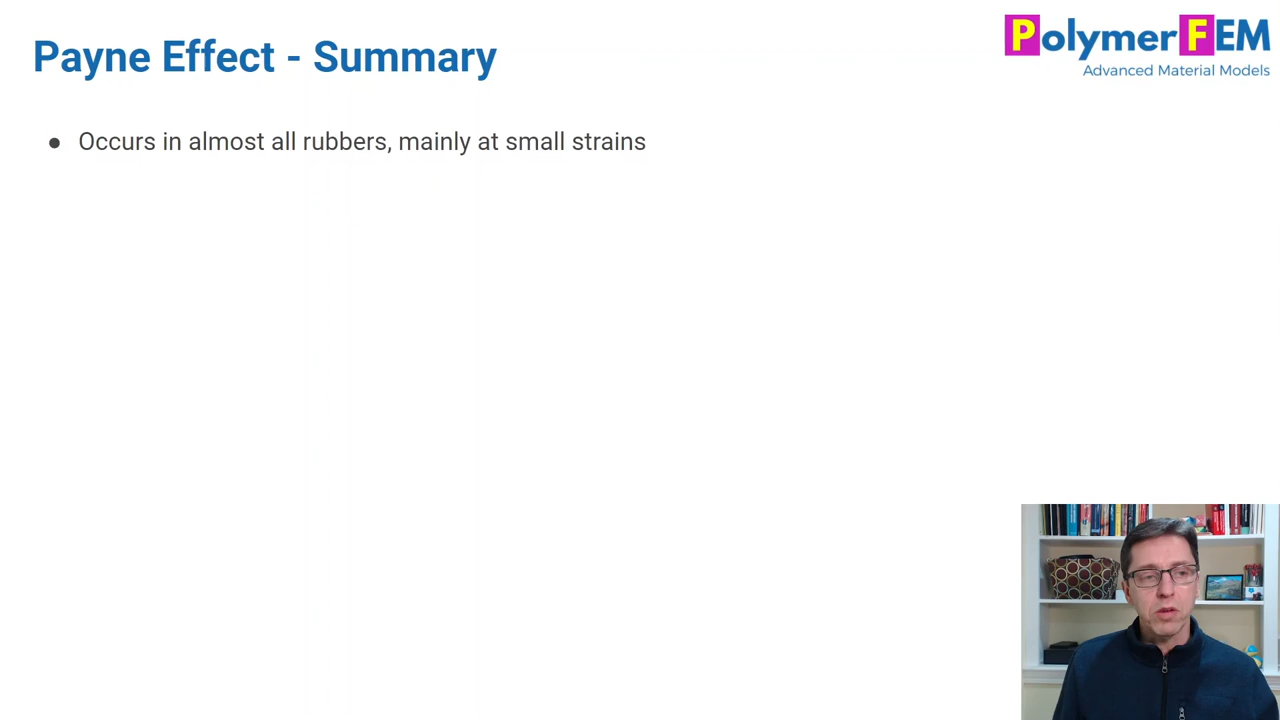 Payne Effect - Summary
PolymerFEM
Advanced Material Models
● Occurs in almost all rubbers, mainly at small strains